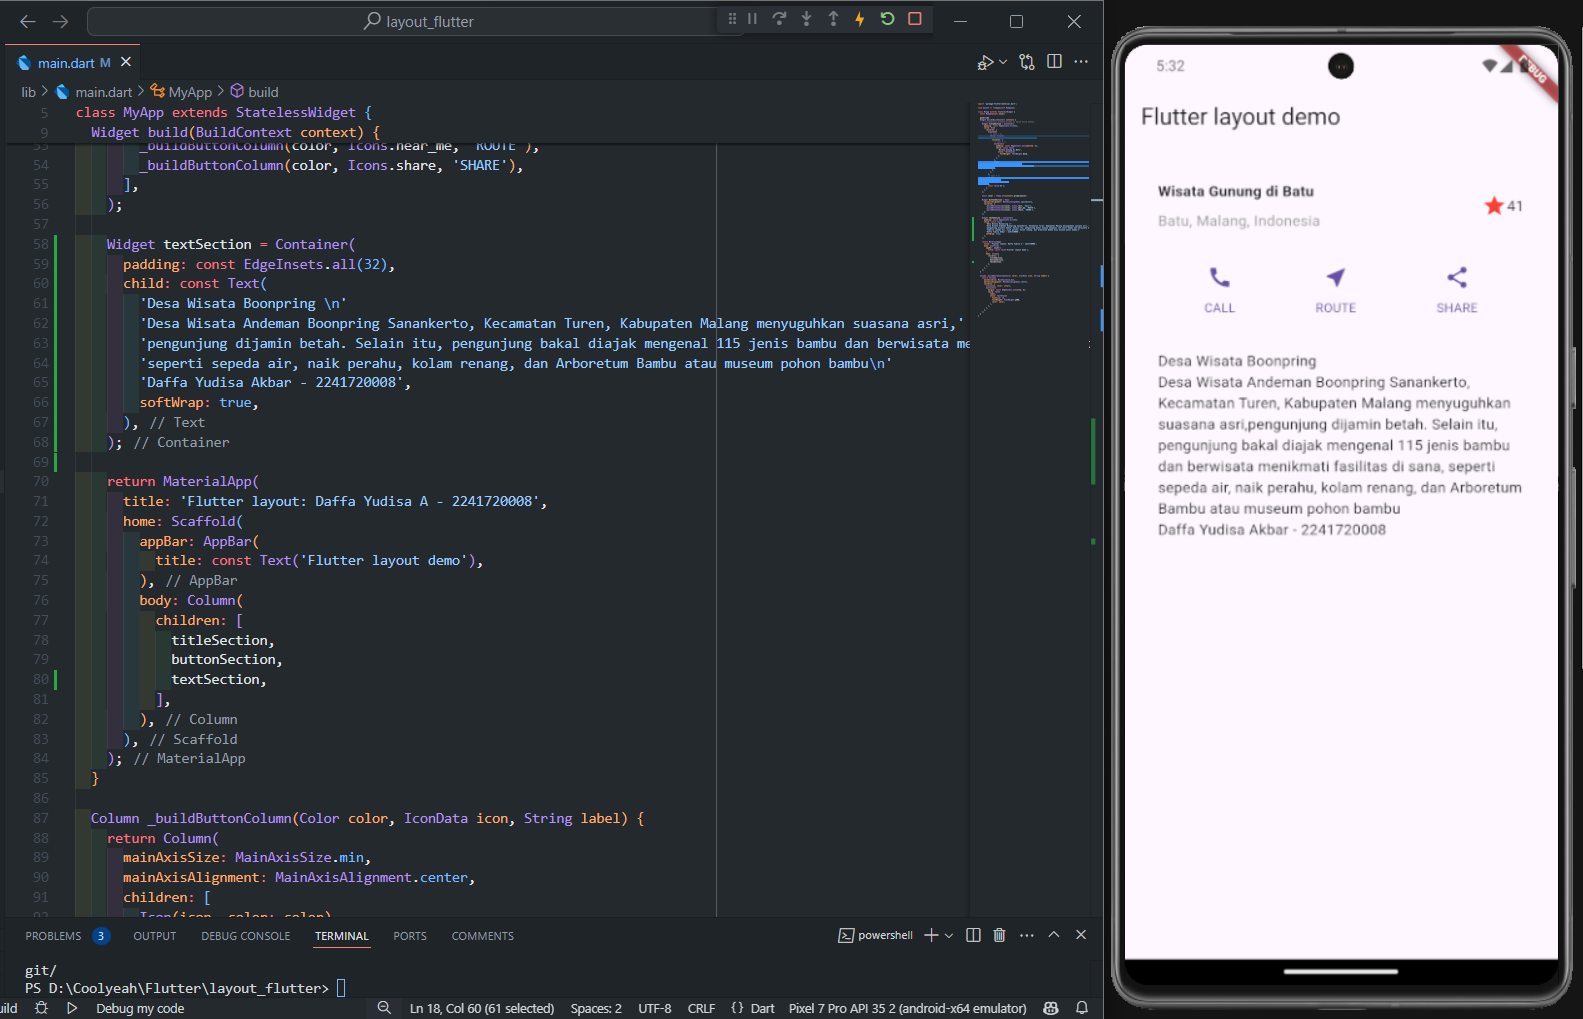 layout_flutter
main.dart M
lib > main.dart > MyApp > build
5 class MyApp extends StatelessWidget {
9 Widget build(BuildContext context) {
53 _buildButtonColumn(color, Icons.near_me, 'ROUTE'),
54 _buildButtonColumn(color, Icons.share, 'SHARE'),
55 ],
56 );
57
58 Widget textSection = Container(
59 padding: const EdgeInsets.all(32),
60 child: const Text(
61 'Desa Wisata Boonpring \n'
62 'Desa Wisata Andeman Boonpring Sanankerto, Kecamatan Turen, Kabupaten Malang menyuguhkan suasana asri,'
63 'pengunjung dijamin betah. Selain itu, pengunjung bakal diajak mengenal 115 jenis bambu dan berwisata me
64 'seperti sepeda air, naik perahu, kolam renang, dan Arboretum Bambu atau museum pohon bambu\n'
65 'Daffa Yudisa Akbar - 2241720008',
66 softWrap: true,
67 ), // Text
68 ); // Container
69
70 return MaterialApp(
71 title: 'Flutter layout: Daffa Yudisa A - 2241720008',
72 home: Scaffold(
73 appBar: AppBar(
74 title: const Text('Flutter layout demo'),
75 ), // AppBar
76 body: Column(
77 children: [
78 titleSection,
79 buttonSection,
80 textSection,
81 ],
82 ), // Column
83 ), // Scaffold
84 ); // MaterialApp
85 }
86
87 Column _buildButtonColumn(Color color, IconData icon, String label) {
88 return Column(
89 mainAxisSize: MainAxisSize.min,
90 mainAxisAlignment: MainAxisAlignment.center,
91 children: [
92 Icon(icon, color: color)
PROBLEMS 3 OUTPUT DEBUG CONSOLE TERMINAL PORTS COMMENTS powershell
git/
PS D:\Coolyeah\Flutter\layout_flutter>
uild Debug my code Ln 18, Col 60 (61 selected) Spaces: 2 UTF-8 CRLF {} Dart Pixel 7 Pro API 35 2 (android-x64 emulator)
5:32
DEBUG
Flutter layout demo
Wisata Gunung di Batu
Batu, Malang, Indonesia
41
CALL ROUTE SHARE
Desa Wisata Boonpring
Desa Wisata Andeman Boonpring Sanankerto,
Kecamatan Turen, Kabupaten Malang menyuguhkan
suasana asri,pengunjung dijamin betah. Selain itu,
pengunjung bakal diajak mengenal 115 jenis bambu
dan berwisata menikmati fasilitas di sana, seperti
sepeda air, naik perahu, kolam renang, dan Arboretum
Bambu atau museum pohon bambu
Daffa Yudisa Akbar - 2241720008